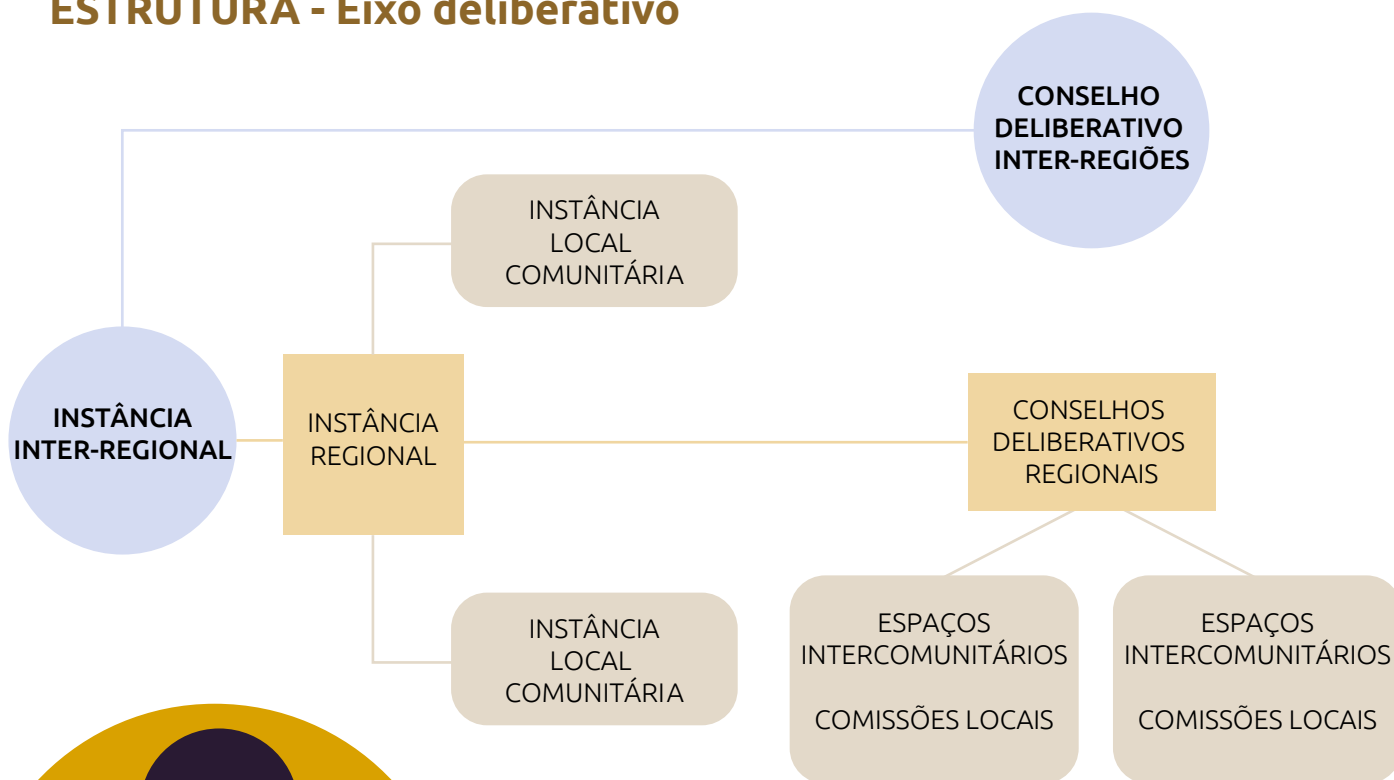 ESTRUTURA - Eixo deliberativo
CONSELHO
DELIBERATIVO
INTER-REGIÕES
INSTÂNCIA
LOCAL
COMUNITÁRIA
INSTÂNCIA
INTER-REGIONAL
INSTÂNCIA
REGIONAL
CONSELHOS
DELIBERATIVOS
REGIONAIS
INSTÂNCIA
LOCAL
COMUNITÁRIA
ESPAÇOS
INTERCOMUNITÁRIOS
COMISSÕES LOCAIS
ESPAÇOS
INTERCOMUNITÁRIOS
COMISSÕES LOCAIS